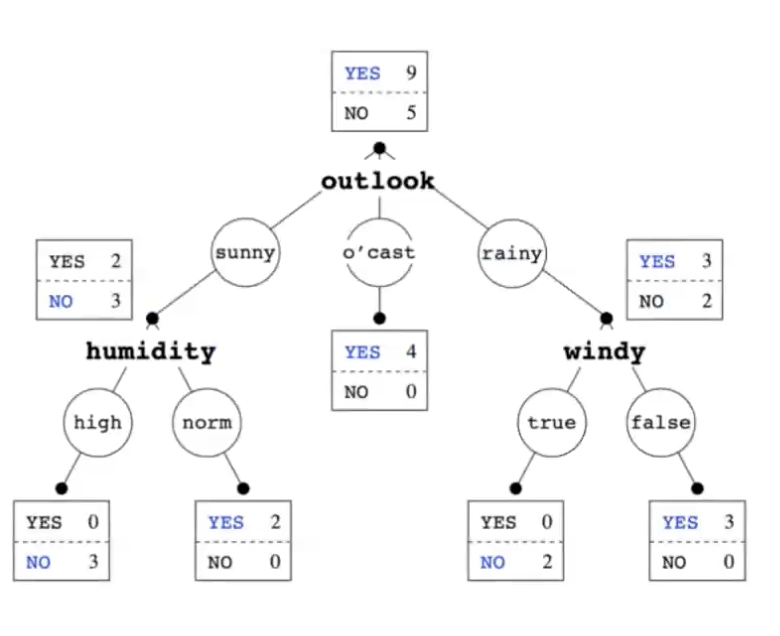 YES 9
NO 5
outlook
sunny
o'cast
rainy
YES 2
NO 3
YES 3
NO 2
humidity
YES 4
NO 0
windy
high
norm
true
false
YES 0
NO 3
YES 2
NO 0
YES 0
NO 2
YES 3
NO 0